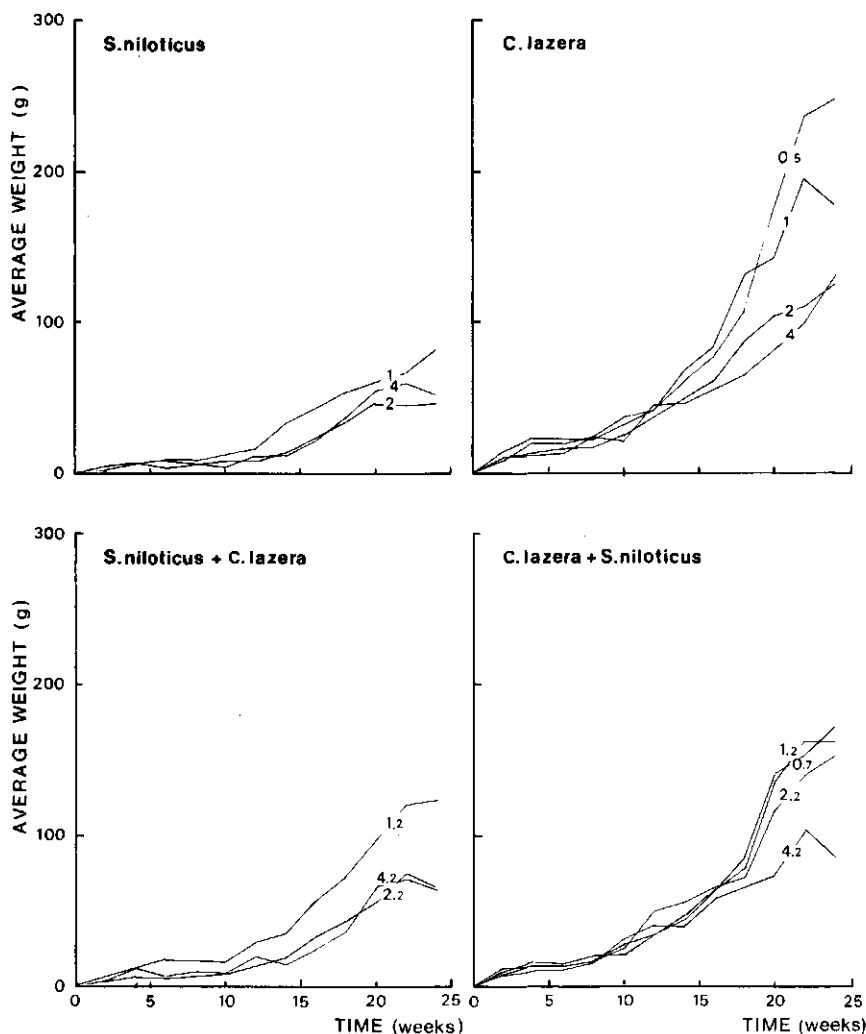 300
S.niloticus
C. lazera
AVERAGE WEIGHT (g)
200
0.5
1
100
2
4
1
4
2
0
300
S.niloticus + C. lazera
C. lazera + S.niloticus
AVERAGE WEIGHT (g)
200
1.2
0.7
2.2
100
1.2
4.2
4.2
2.2
0
0 5 10 15 20 25
0 5 10 15 20 25
TIME (weeks)
TIME (weeks)